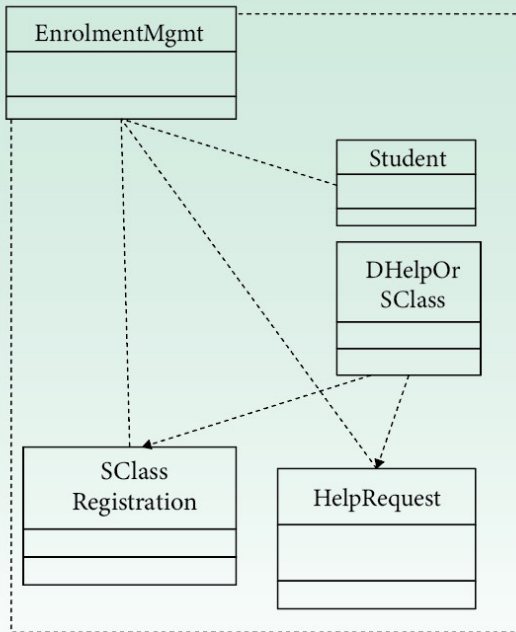 EnrolmentMgmt
Student
DHelpOr
SClass
SClass
Registration
HelpRequest